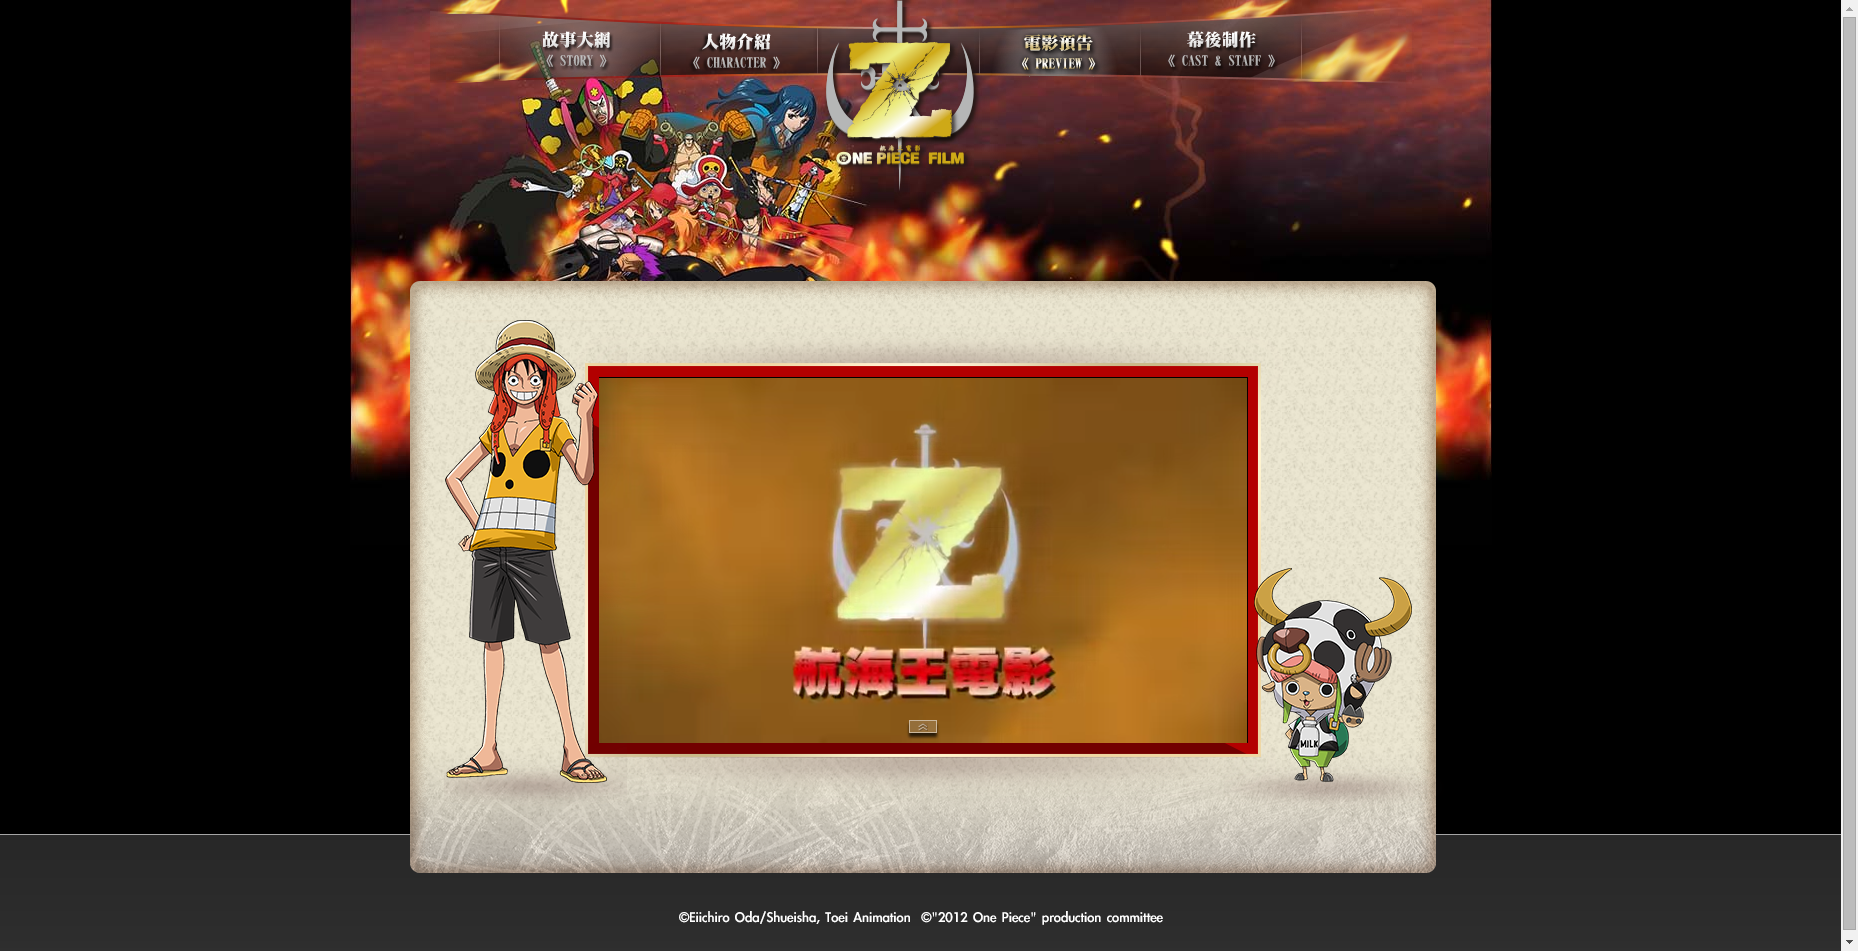 故事大綱
《 STORY 》
人物介紹
《 CHARACTER 》
Z
ONE PIECE FILM
電影預告
《 PREVIEW 》
幕後制作
《 CAST & STAFF 》
Z
航海王電影
MILK
©Eiichiro Oda/Shueisha, Toei Animation ©"2012 One Piece" production committee